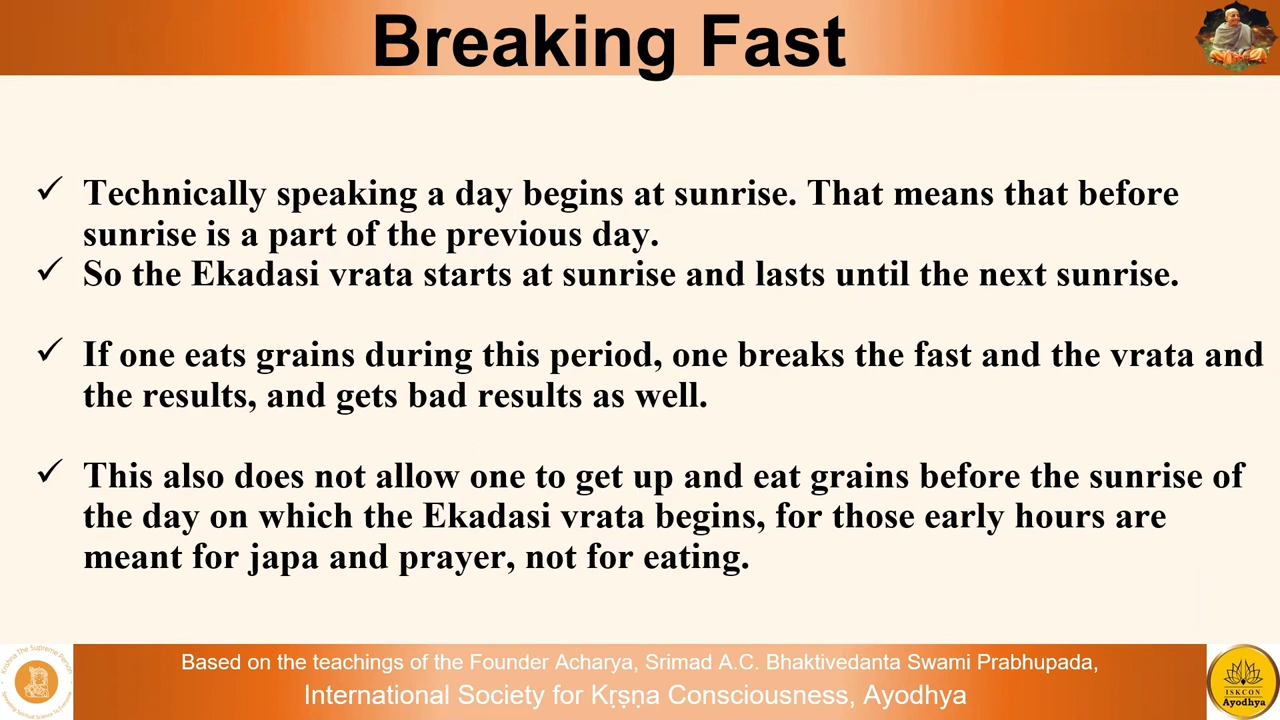 Breaking Fast
✓ Technically speaking a day begins at sunrise. That means that before
sunrise is a part of the previous day.
✓ So the Ekadasi vrata starts at sunrise and lasts until the next sunrise.
✓ If one eats grains during this period, one breaks the fast and the vrata and
the results, and gets bad results as well.
✓ This also does not allow one to get up and eat grains before the sunrise of
the day on which the Ekadasi vrata begins, for those early hours are
meant for japa and prayer, not for eating.
Krishna The Supreme Person
Based on the teachings of the Founder Acharya, Srimad A.C. Bhaktivedanta Swami Prabhupada,
International Society for Kṛṣṇa Consciousness, Ayodhya
ISKCON
Ayodhya